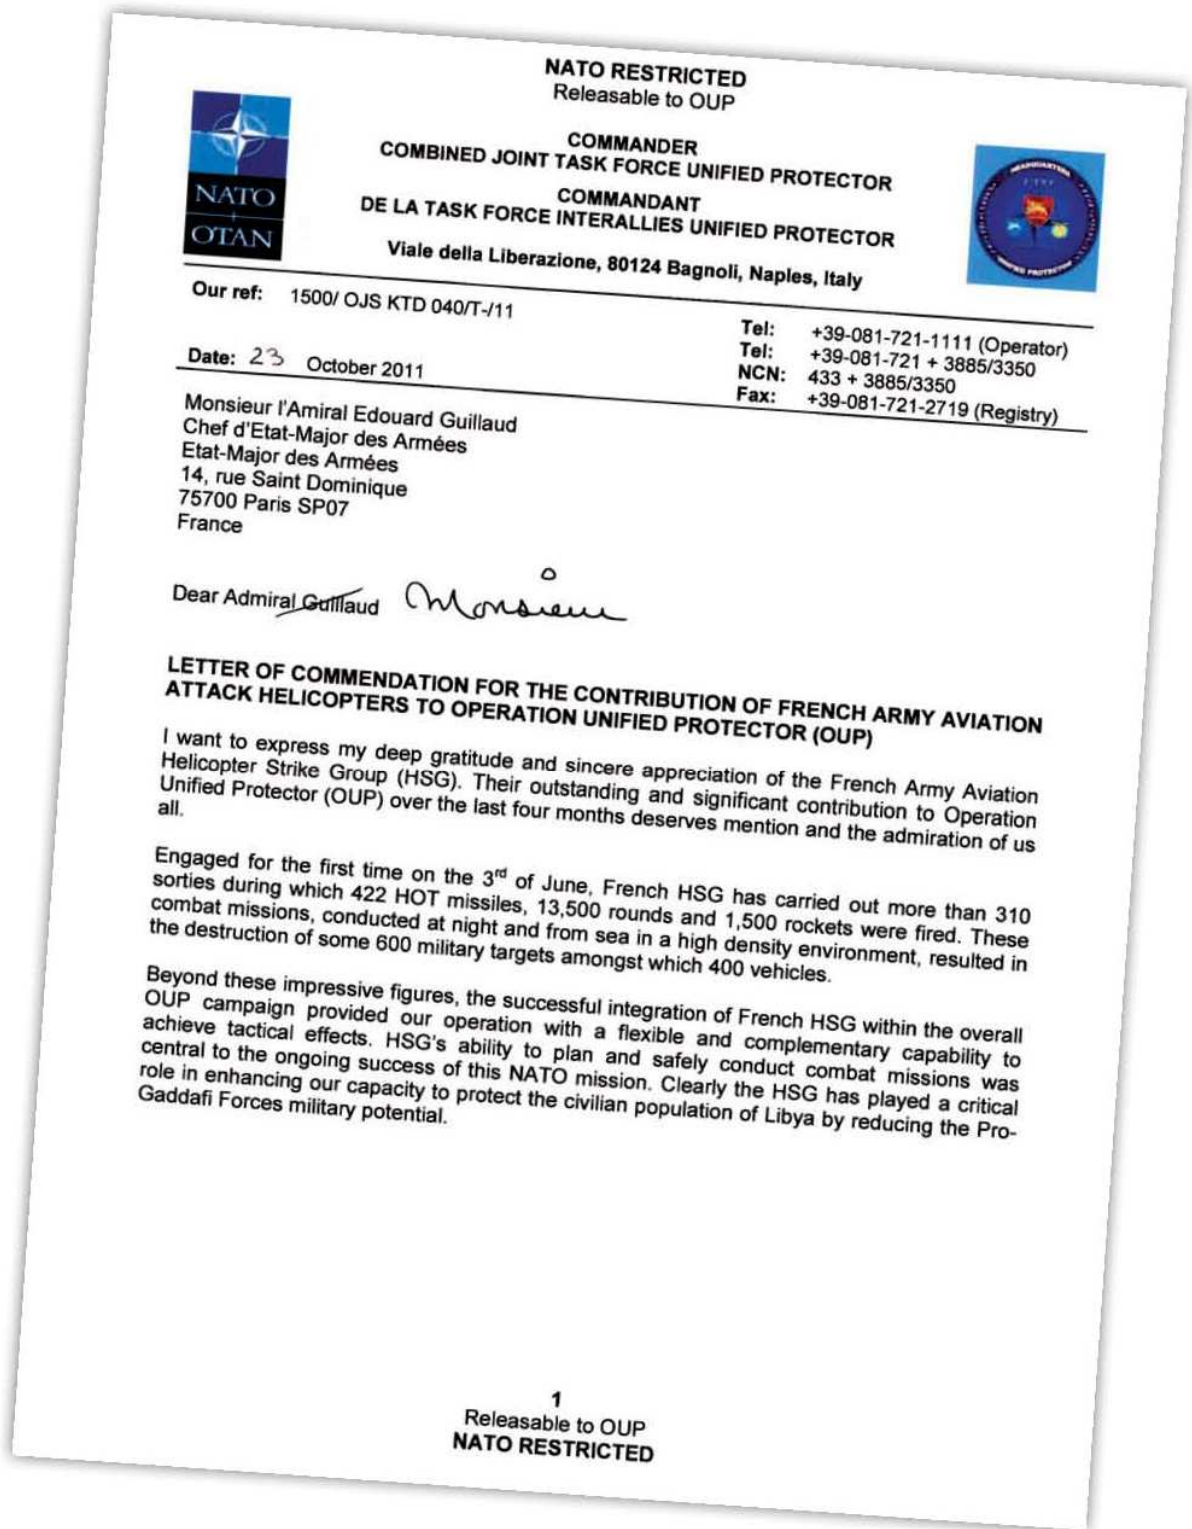 NATO RESTRICTED
Releasable to OUP
NATO
OTAN
COMMANDER
COMBINED JOINT TASK FORCE UNIFIED PROTECTOR
COMMANDANT
DE LA TASK FORCE INTERALLIES UNIFIED PROTECTOR
Viale della Liberazione, 80124 Bagnoli, Naples, Italy
HEADQUARTERS
UNIFIED PROTECTOR
Our ref: 1500/ OJS KTD 040/T-/11
Date: 23 October 2011
Tel: +39-081-721-1111 (Operator)
Tel: +39-081-721 + 3885/3350
NCN: 433 + 3885/3350
Fax: +39-081-721-2719 (Registry)
Monsieur l'Amiral Edouard Guillaud
Chef d'Etat-Major des Armées
Etat-Major des Armées
14, rue Saint Dominique
75700 Paris SP07
France
Dear Admiral Guillaud Monsieur
LETTER OF COMMENDATION FOR THE CONTRIBUTION OF FRENCH ARMY AVIATION
ATTACK HELICOPTERS TO OPERATION UNIFIED PROTECTOR (OUP)
I want to express my deep gratitude and sincere appreciation of the French Army Aviation
Helicopter Strike Group (HSG). Their outstanding and significant contribution to Operation
Unified Protector (OUP) over the last four months deserves mention and the admiration of us
all.
Engaged for the first time on the 3rd of June, French HSG has carried out more than 310
sorties during which 422 HOT missiles, 13,500 rounds and 1,500 rockets were fired. These
combat missions, conducted at night and from sea in a high density environment, resulted in
the destruction of some 600 military targets amongst which 400 vehicles.
Beyond these impressive figures, the successful integration of French HSG within the overall
OUP campaign provided our operation with a flexible and complementary capability to
achieve tactical effects. HSG's ability to plan and safely conduct combat missions was
central to the ongoing success of this NATO mission. Clearly the HSG has played a critical
role in enhancing our capacity to protect the civilian population of Libya by reducing the Pro-
Gaddafi Forces military potential.
1
Releasable to OUP
NATO RESTRICTED